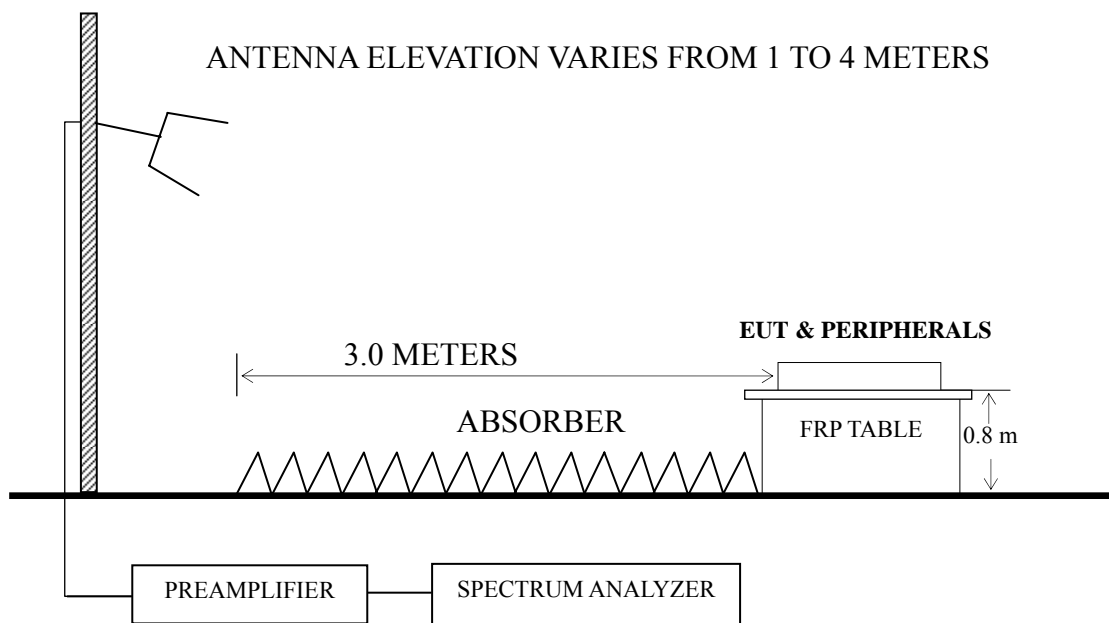 ANTENNA ELEVATION VARIES FROM 1 TO 4 METERS
EUT & PERIPHERALS
3.0 METERS
ABSORBER
FRP TABLE
0.8 m
PREAMPLIFIER
SPECTRUM ANALYZER